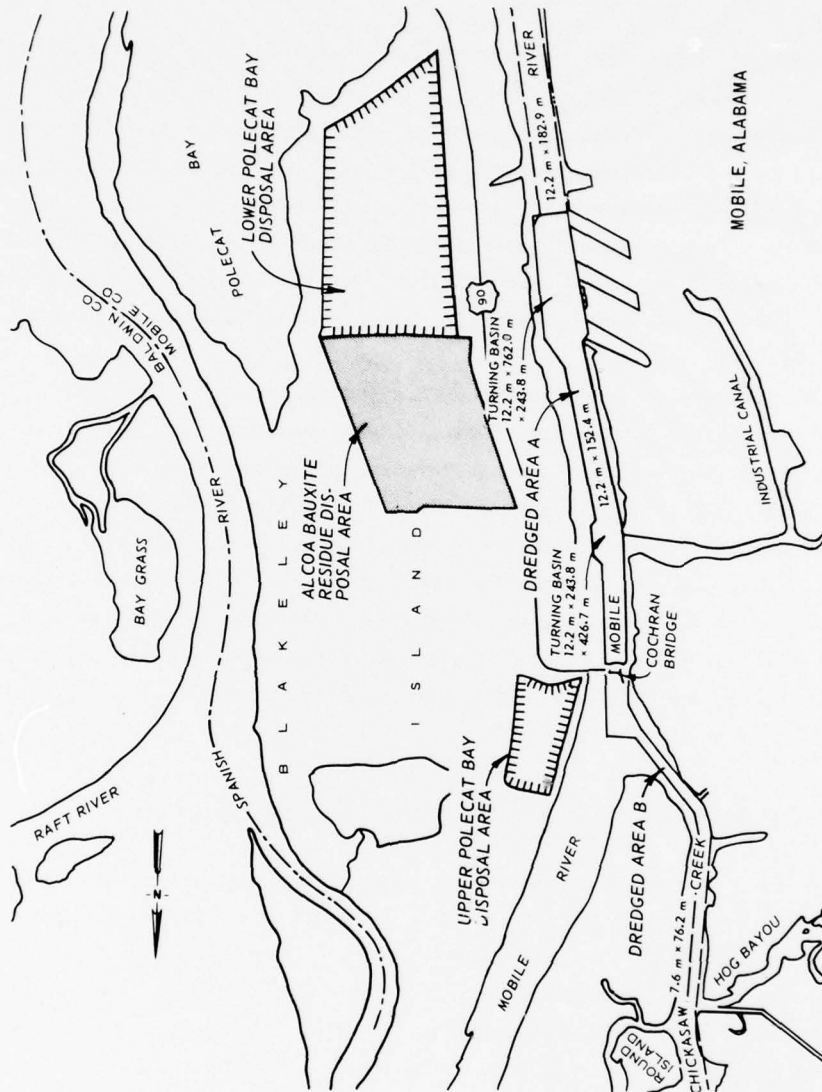 BAY
POLECAT
LOWER POLECAT BAY
DISPOSAL AREA
BALDWIN CO
MOBILE CO
BAY GRASS
RIVER
SPANISH
RAFT RIVER
N
BLAKELEY
ISLAND
ALCOA BAUXITE
RESIDUE DIS-
POSAL AREA
90
TURNING BASIN
12.2 m × 762.0 m
× 243.8 m
RIVER
12.2 m × 182.9 m
DREDGED AREA A
12.2 m × 152.4 m
TURNING BASIN
12.2 m × 243.8 m
× 426.7 m
MOBILE
COCHRAN
BRIDGE
MOBILE, ALABAMA
INDUSTRIAL CANAL
UPPER POLECAT BAY
DISPOSAL AREA
MOBILE
RIVER
DREDGED AREA B
7.6 m × 76.2 m
CHICKASAW CREEK
HOG BAYOU
ROUND
ISLAND